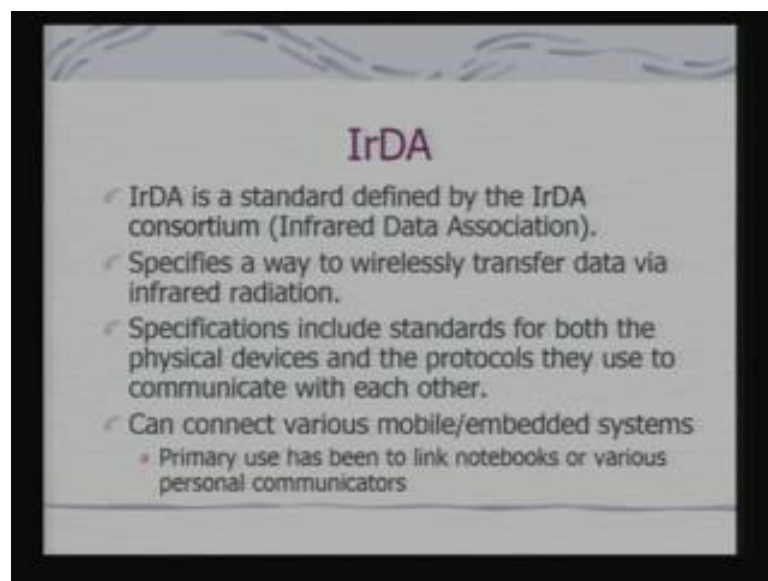 IrDA
IrDA is a standard defined by the IrDA
consortium (Infrared Data Association).
Specifies a way to wirelessly transfer data via
infrared radiation.
Specifications include standards for both the
physical devices and the protocols they use to
communicate with each other.
Can connect various mobile/embedded systems
Primary use has been to link notebooks or various
personal communicators